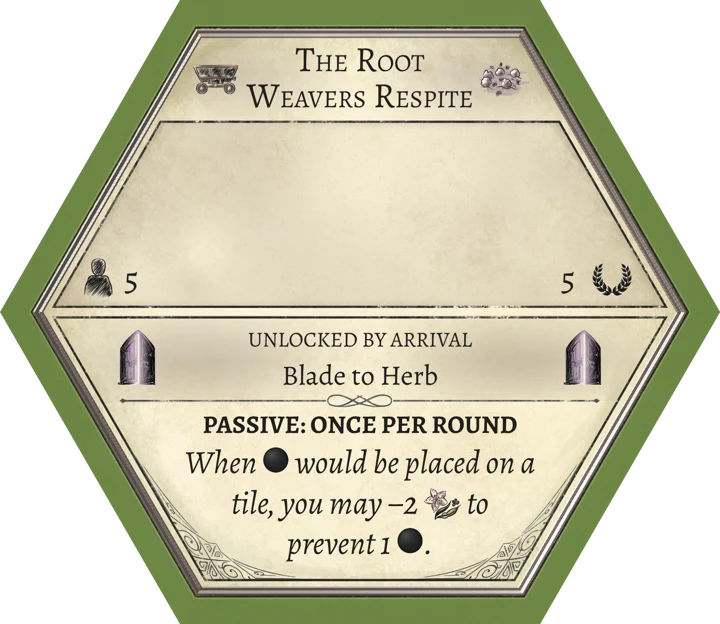 The Root
Weavers Respite
5
5
UNLOCKED BY ARRIVAL
Blade to Herb
PASSIVE: ONCE PER ROUND
When would be placed on a
tile, you may –2 to
prevent 1 .